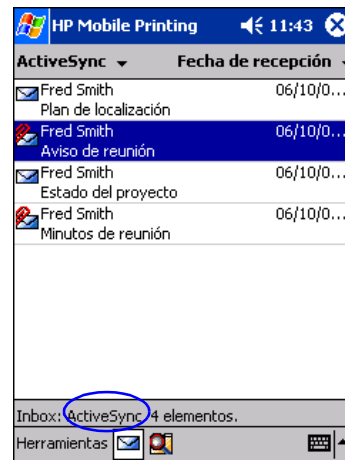 HP Mobile Printing 11:43
ActiveSync Fecha de recepción
Fred Smith 06/10/0...
Plan de localización
Fred Smith 06/10/0...
Aviso de reunión
Fred Smith 06/10/0...
Estado del proyecto
Fred Smith 06/10/0...
Minutos de reunión
Inbox: ActiveSync 4 elementos.
Herramientas